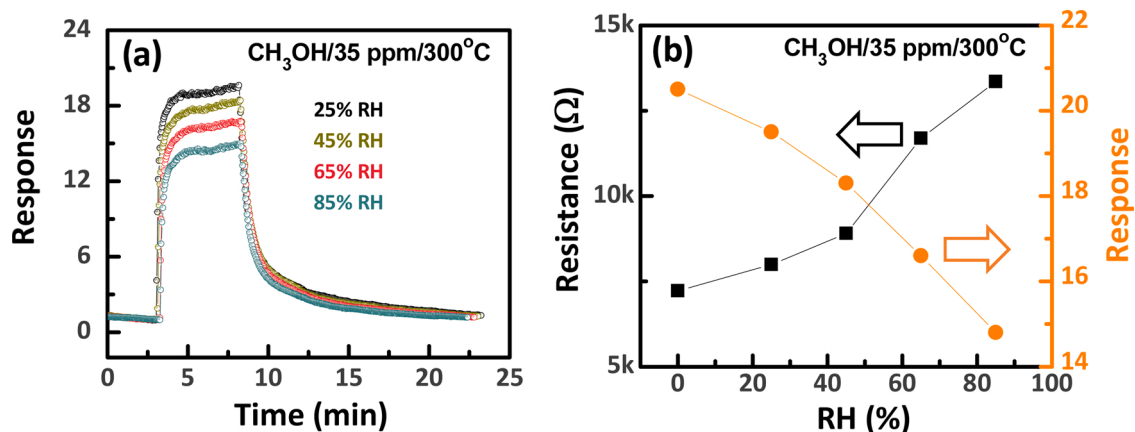 (a)
CH₃OH/35 ppm/300°C
25% RH
45% RH
65% RH
85% RH
Response
24
18
12
6
0
0 5 10 15 20 25
Time (min)
(b)
CH₃OH/35 ppm/300°C
Resistance (Ω)
15k
10k
5k
0 20 40 60 80 100
RH (%)
22
20
18
16
14
Response